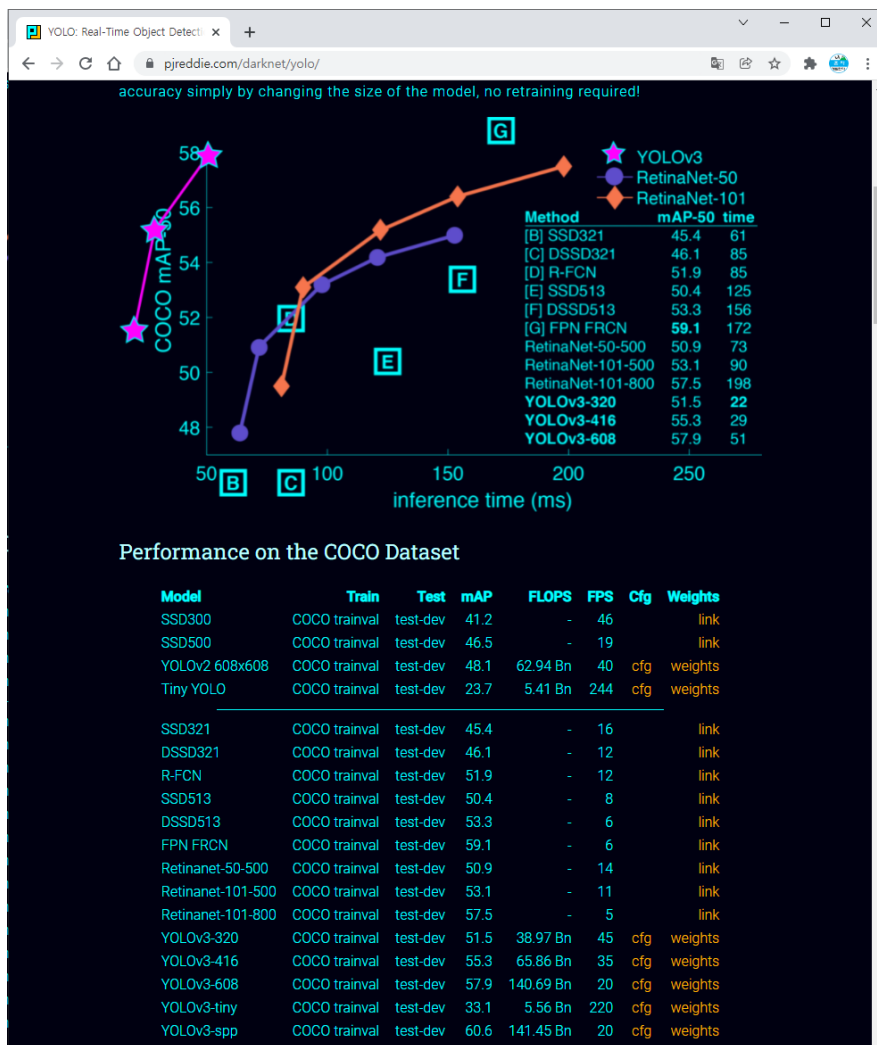 YOLO: Real-Time Object Detecti
pjreddie.com/darknet/yolo/
accuracy simply by changing the size of the model, no retraining required!
G
58
YOLOv3
RetinaNet-50
RetinaNet-101
56
COCO mAP-50
Method mAP-50 time
[B] SSD321 45.4 61
[C] DSSD321 46.1 85
54
[D] R-FCN 51.9 85
F
[E] SSD513 50.4 125
[F] DSSD513 53.3 156
52
D
[G] FPN FRCN 59.1 172
RetinaNet-50-500 50.9 73
E
RetinaNet-101-500 53.1 90
50
RetinaNet-101-800 57.5 198
YOLOv3-320 51.5 22
YOLOv3-416 55.3 29
48
YOLOv3-608 57.9 51
50 100 150 200 250
B C
inference time (ms)
Performance on the COCO Dataset
Model Train Test mAP FLOPS FPS Cfg Weights
SSD300 COCO trainval test-dev 41.2 - 46 link
SSD500 COCO trainval test-dev 46.5 - 19 link
YOLOv2 608x608 COCO trainval test-dev 48.1 62.94 Bn 40 cfg weights
Tiny YOLO COCO trainval test-dev 23.7 5.41 Bn 244 cfg weights
SSD321 COCO trainval test-dev 45.4 - 16 link
DSSD321 COCO trainval test-dev 46.1 - 12 link
R-FCN COCO trainval test-dev 51.9 - 12 link
SSD513 COCO trainval test-dev 50.4 - 8 link
DSSD513 COCO trainval test-dev 53.3 - 6 link
FPN FRCN COCO trainval test-dev 59.1 - 6 link
Retinanet-50-500 COCO trainval test-dev 50.9 - 14 link
Retinanet-101-500 COCO trainval test-dev 53.1 - 11 link
Retinanet-101-800 COCO trainval test-dev 57.5 - 5 link
YOLOv3-320 COCO trainval test-dev 51.5 38.97 Bn 45 cfg weights
YOLOv3-416 COCO trainval test-dev 55.3 65.86 Bn 35 cfg weights
YOLOv3-608 COCO trainval test-dev 57.9 140.69 Bn 20 cfg weights
YOLOv3-tiny COCO trainval test-dev 33.1 5.56 Bn 220 cfg weights
YOLOv3-spp COCO trainval test-dev 60.6 141.45 Bn 20 cfg weights